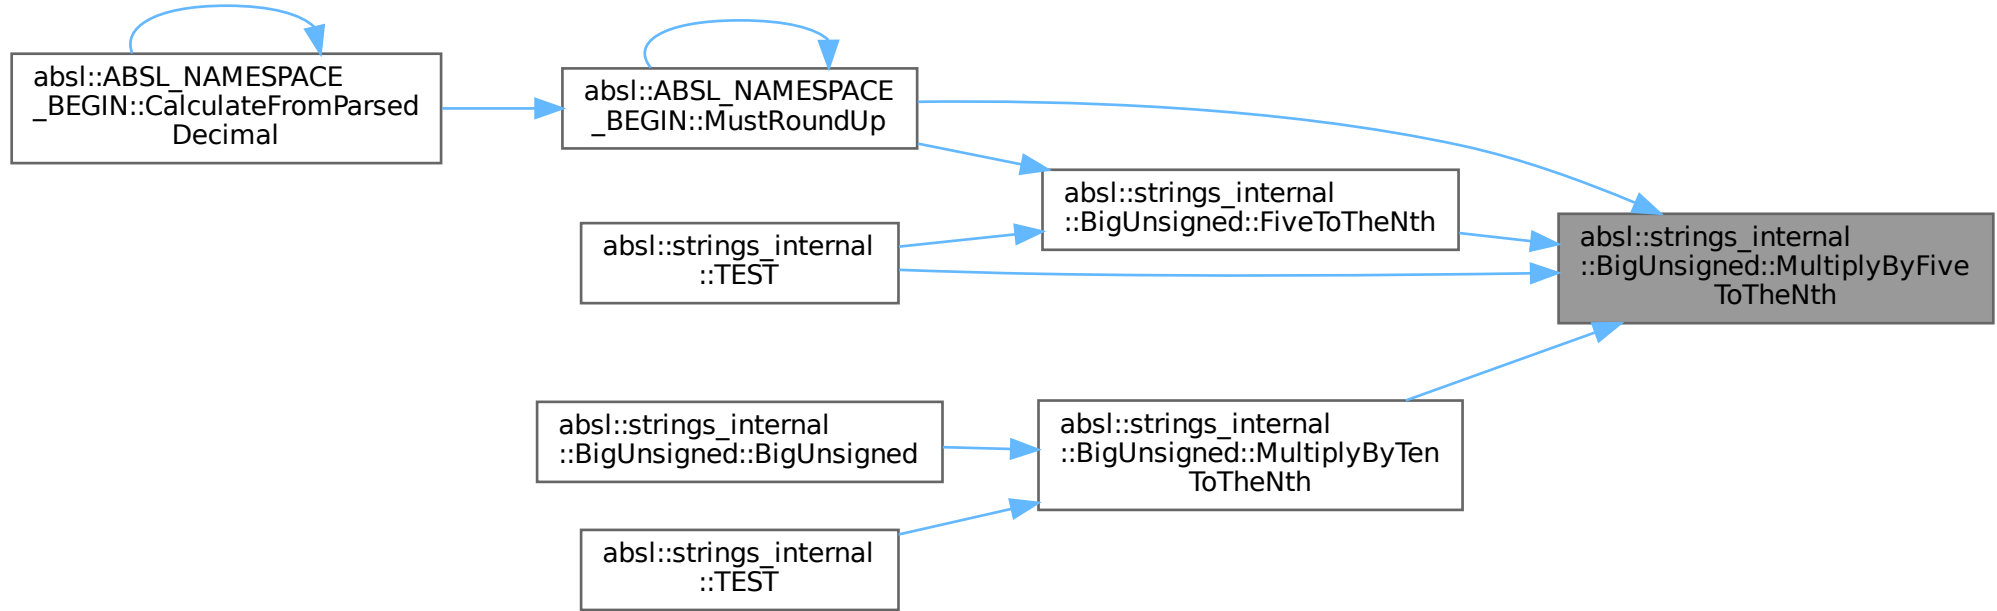 absl::ABSL_NAMESPACE
_BEGIN::CalculateFromParsed
Decimal
absl::ABSL_NAMESPACE
_BEGIN::MustRoundUp
absl::strings_internal
::BigUnsigned::FiveToTheNth
absl::strings_internal
::TEST
absl::strings_internal
::BigUnsigned::MultiplyByFive
ToTheNth
absl::strings_internal
::BigUnsigned::BigUnsigned
absl::strings_internal
::BigUnsigned::MultiplyByTen
ToTheNth
absl::strings_internal
::TEST